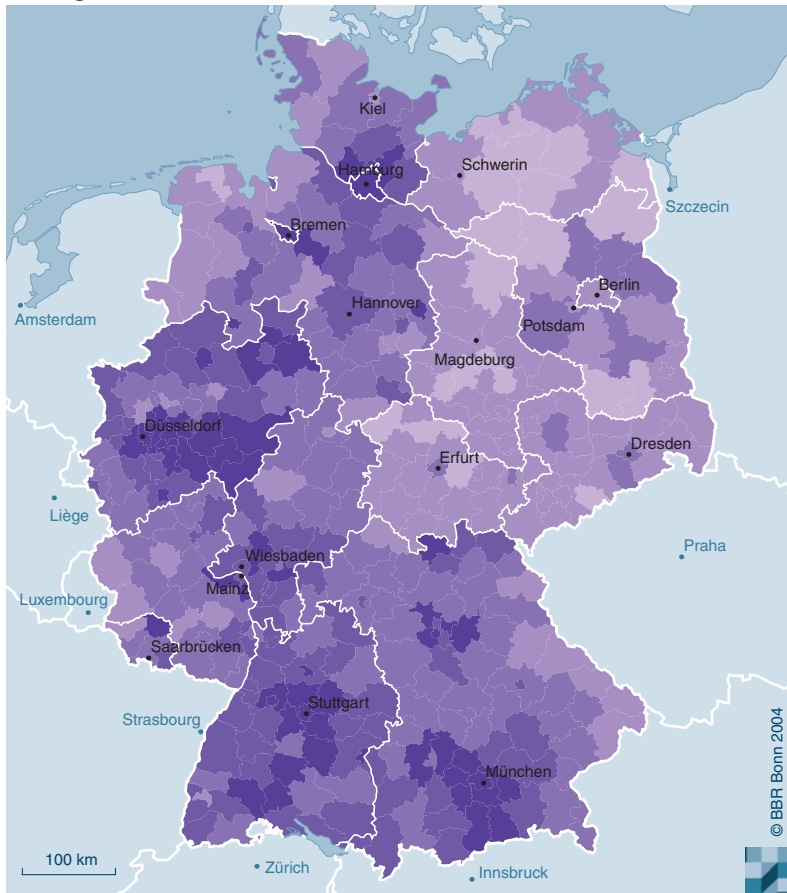 Kiel
Hamburg
Schwerin
Szczecin
Bremen
Berlin
Amsterdam
Hannover
Potsdam
Magdeburg
Düsseldorf
Erfurt
Dresden
Liège
Praha
Wiesbaden
Mainz
Luxembourg
Saarbrücken
Stuttgart
Strasbourg
München
© BBR Bonn 2004
100 km
Zürich
Innsbruck